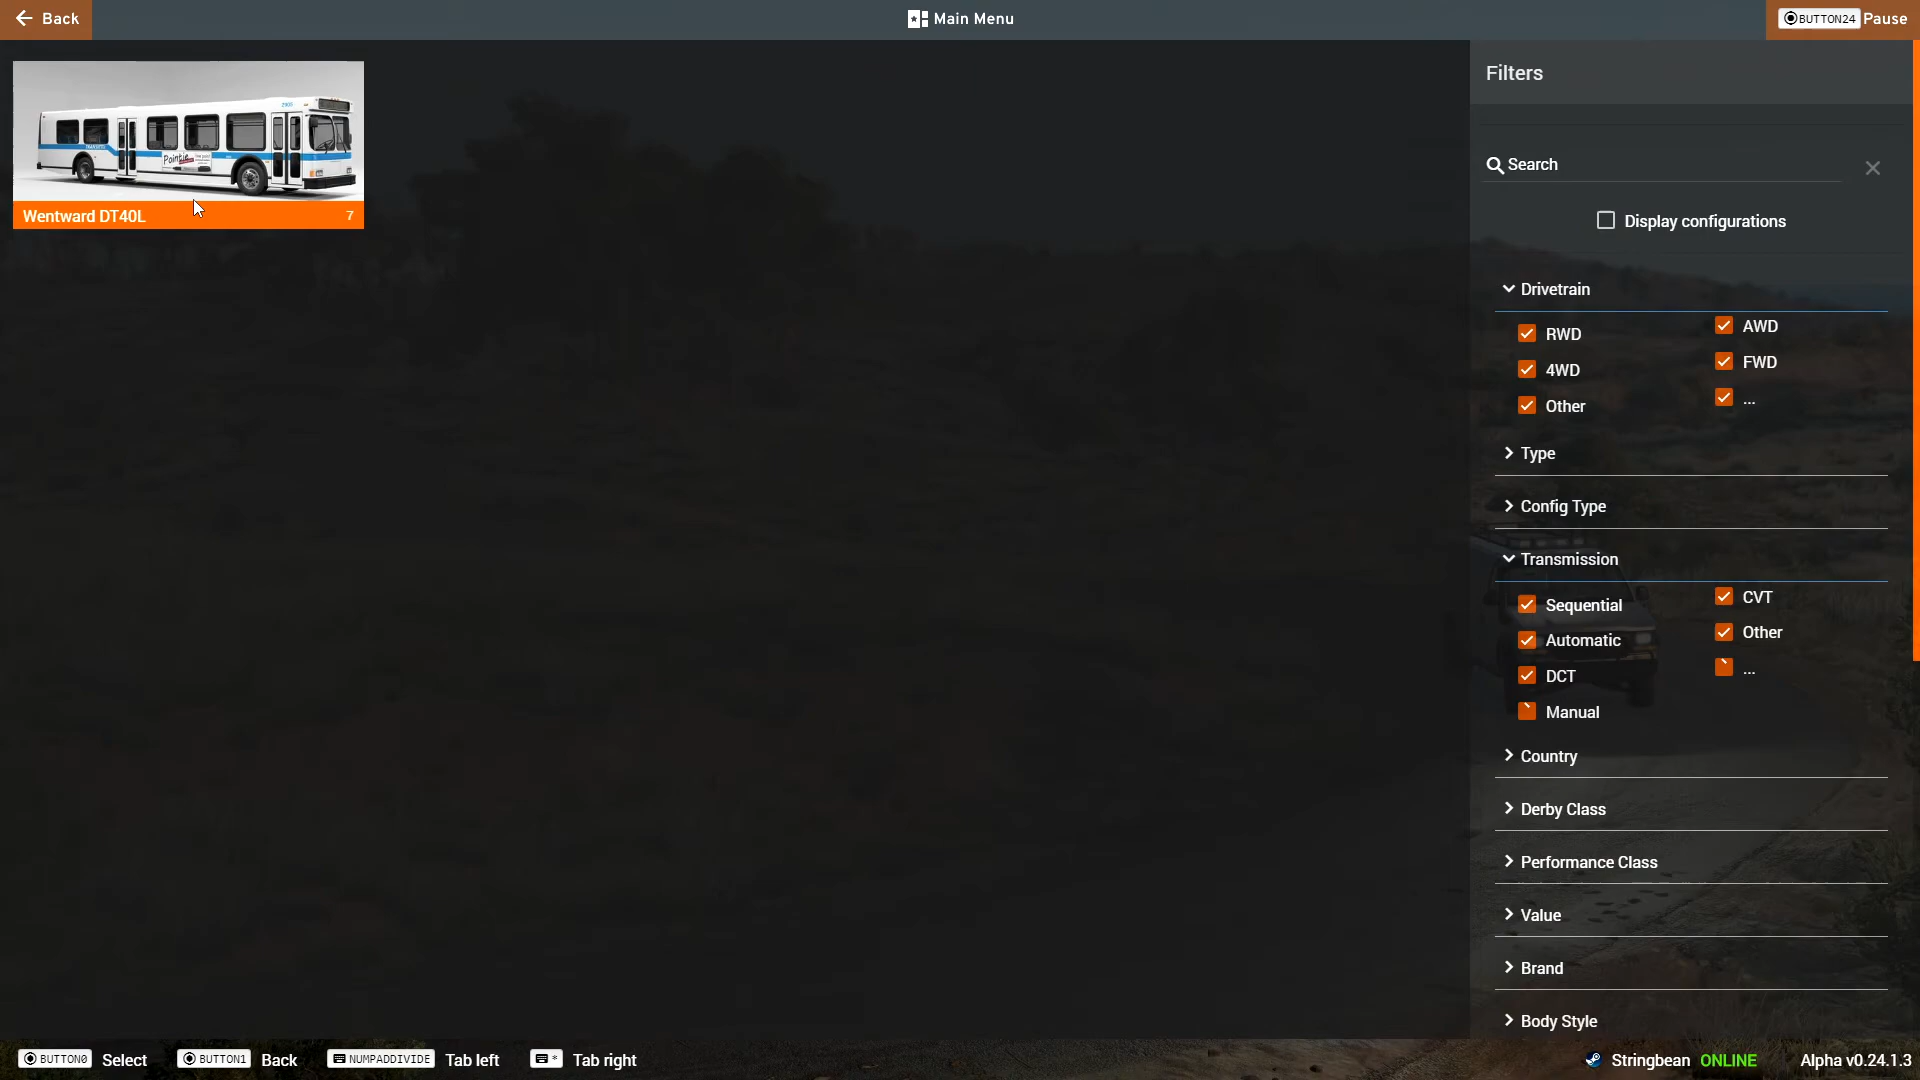 Back
Main Menu
BUTTON24 Pause
Wentward DT40L 7
Filters
Search
Display configurations
Drivetrain
RWD
AWD
4WD
FWD
Other
...
Type
Config Type
Transmission
Sequential
CVT
Automatic
Other
DCT
...
Manual
Country
Derby Class
Performance Class
Value
Brand
Body Style
BUTTON0 Select BUTTON1 Back NUMPADDIVIDE Tab left * Tab right
Stringbean ONLINE Alpha v0.24.1.3